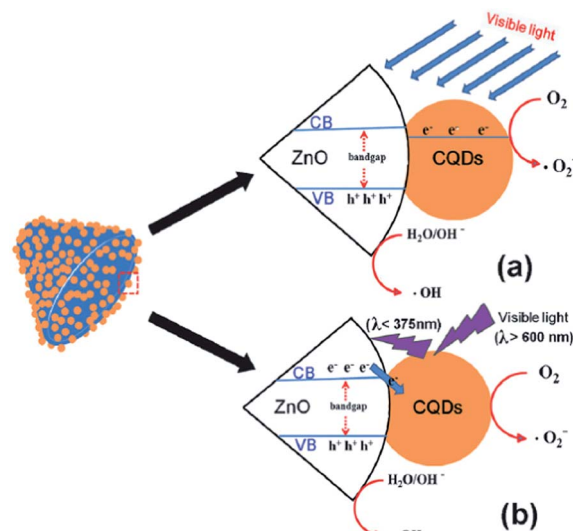 Visible light
O₂
CB
e⁻ e⁻ e⁻
ZnO
bandgap
CQDs
· O₂⁻
VB
h⁺ h⁺ h⁺
H₂O/OH⁻
(a)
· OH
(λ< 375nm)
Visible light
(λ> 600 nm)
O₂
CB
e⁻ e⁻ e⁻
e⁻
ZnO
bandgap
CQDs
VB
h⁺ h⁺ h⁺
· O₂⁻
H₂O/OH⁻
(b)